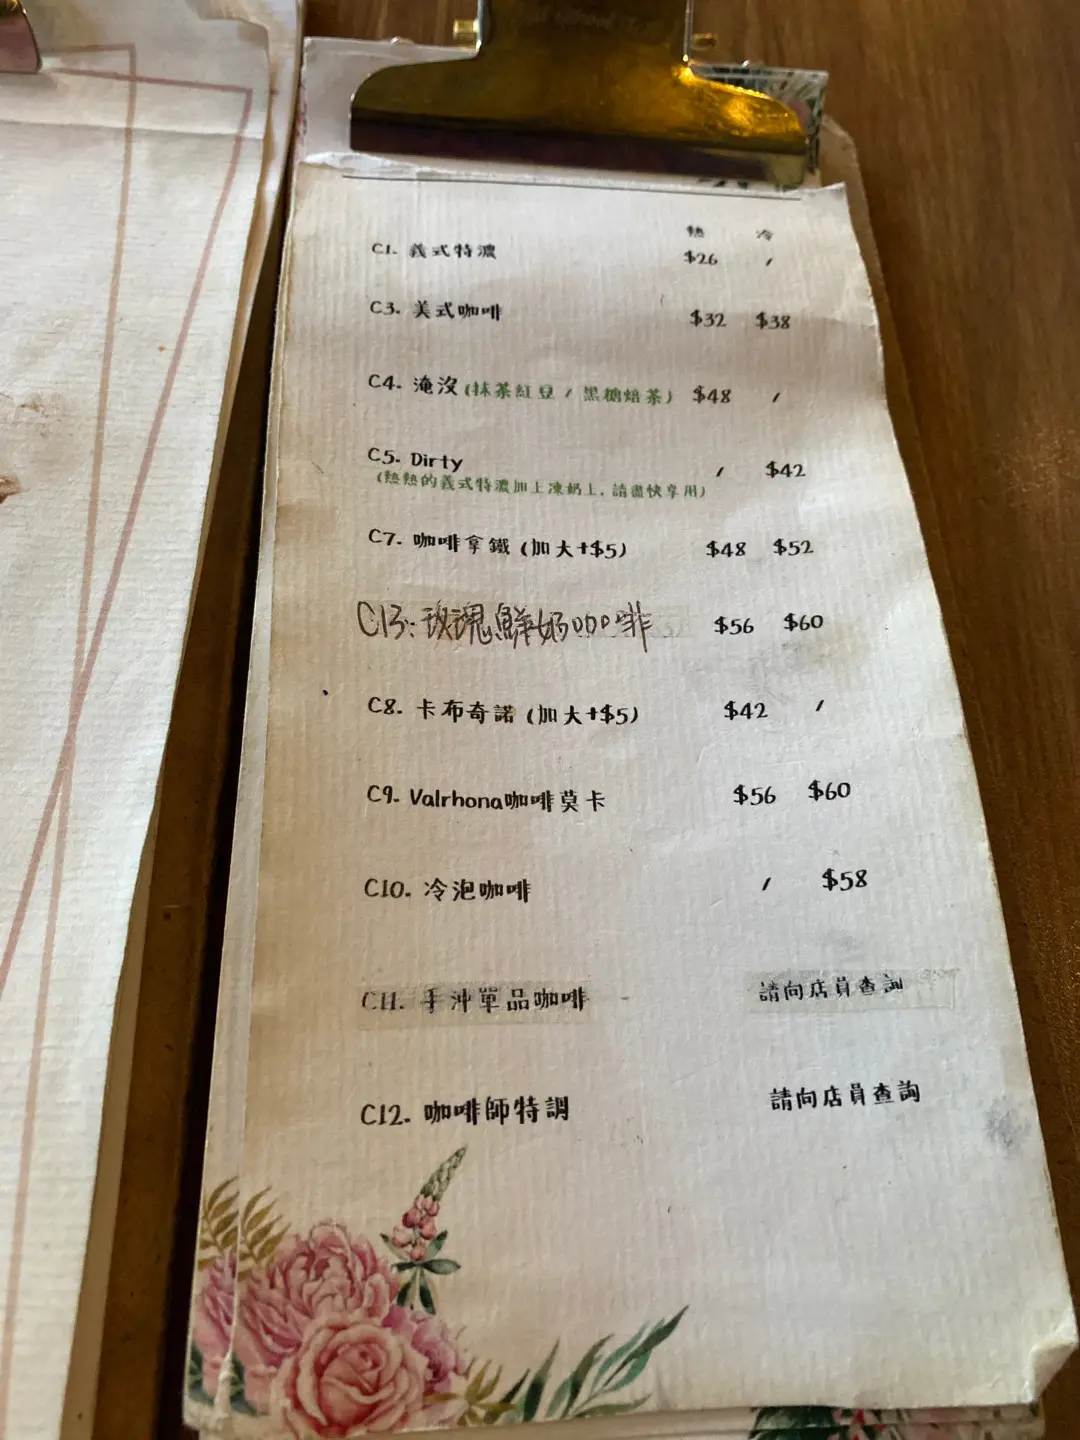 熱 冷
C1. 義式特濃 $26 /
C3. 美式咖啡 $32 $38
C4. 淹沒 (抹茶紅豆 / 黑糖焙茶) $48 /
C5. Dirty / $42
(熱熱的義式特濃加上凍奶上, 請盡快享用)
C7. 咖啡拿鐵 (加大+$5) $48 $52
C13: 玫瑰鮮奶咖啡 $56 $60
C8. 卡布奇諾 (加大+$5) $42 /
C9. Valrhona咖啡莫卡 $56 $60
C10. 冷泡咖啡 / $58
C11. 手沖單品咖啡 請向店員查詢
C12. 咖啡師特調 請向店員查詢